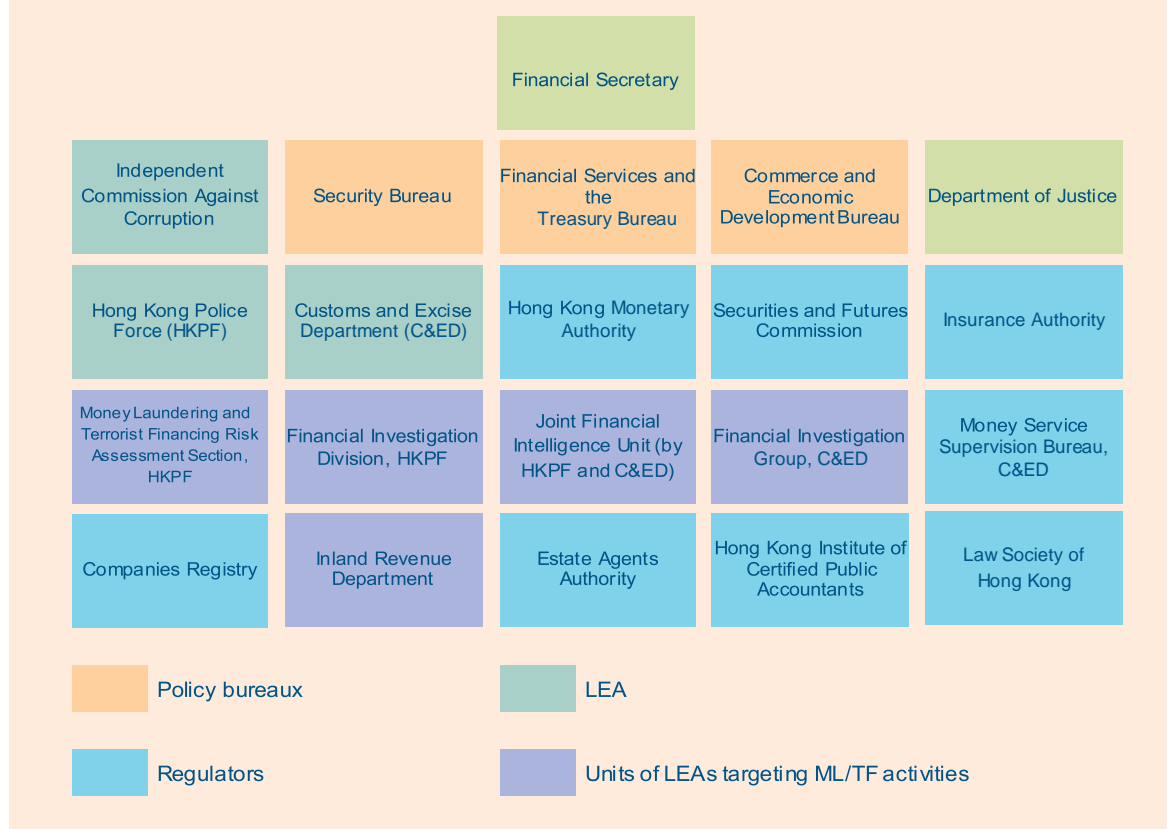 Financial Secretary
Independent
Commission Against
Corruption
Security Bureau
Financial Services and
the
Treasury Bureau
Commerce and
Economic
Development Bureau
Department of Justice
Hong Kong Police
Force (HKPF)
Customs and Excise
Department (C&ED)
Hong Kong Monetary
Authority
Securities and Futures
Commission
Insurance Authority
Money Laundering and
Terrorist Financing Risk
Assessment Section,
HKPF
Financial Investigation
Division, HKPF
Joint Financial
Intelligence Unit (by
HKPF and C&ED)
Financial Investigation
Group, C&ED
Money Service
Supervision Bureau,
C&ED
Companies Registry
Inland Revenue
Department
Estate Agents
Authority
Hong Kong Institute of
Certified Public
Accountants
Law Society of
Hong Kong
Policy bureaux
LEA
Regulators
Units of LEAs targeting ML/TF activities